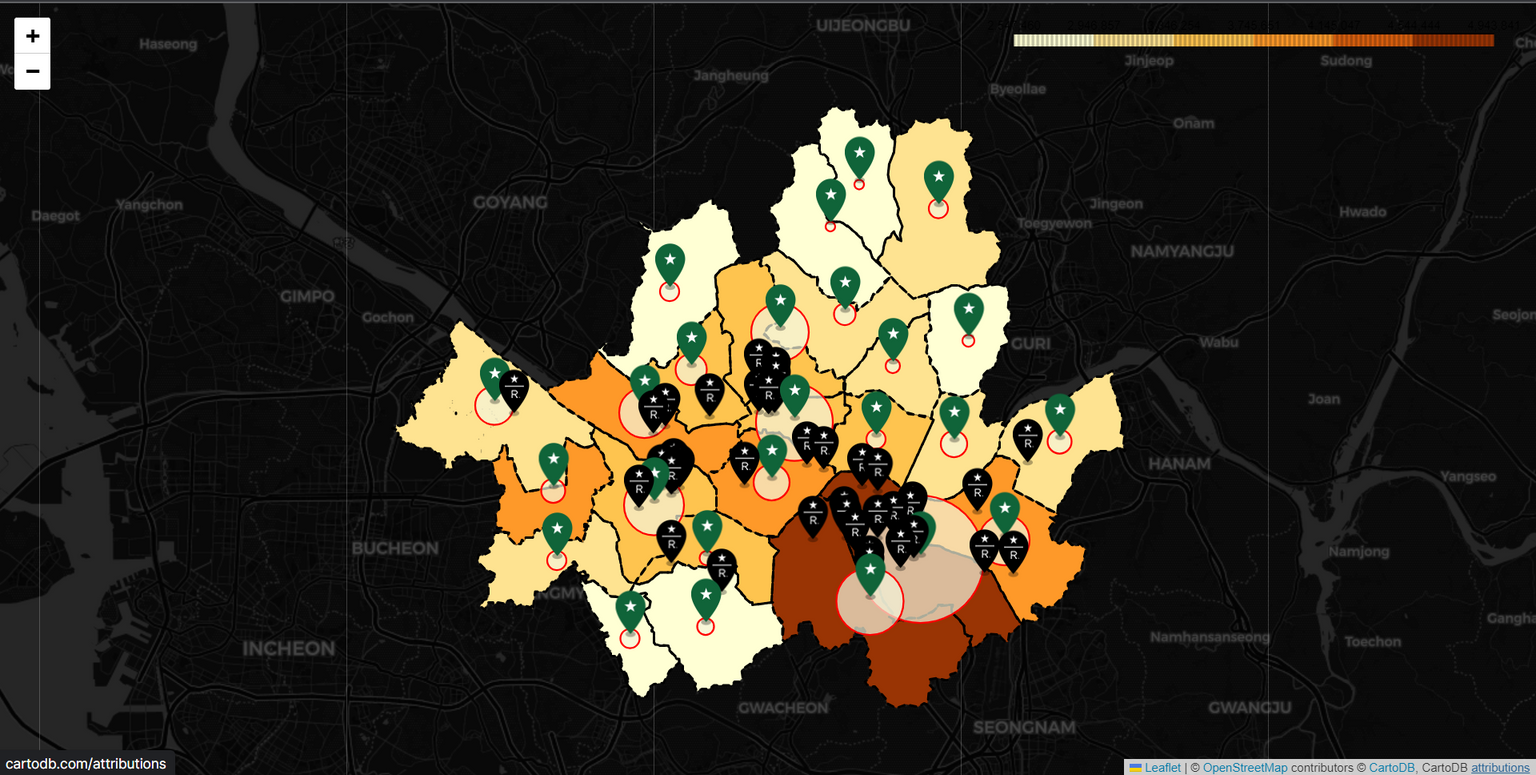 +
−
UIJEONGBU
Haseong
Jinjeop
Sudong
Jangheung
Byeollae
Onam
GOYANG
Jingeon
Yangchon
Daegot
Hwado
Toegyewon
NAMYANGJU
GIMPO
Gochon
GURI
Wabu
Joan
HANAM
Yangseo
BUCHEON
Namjong
INCHEON
Namhansanseong
Toechon
GWACHEON
GWANGJU
SEONGNAM
R
cartodb.com/attributions
Leaflet | © OpenStreetMap contributors © CartoDB, CartoDB attributions